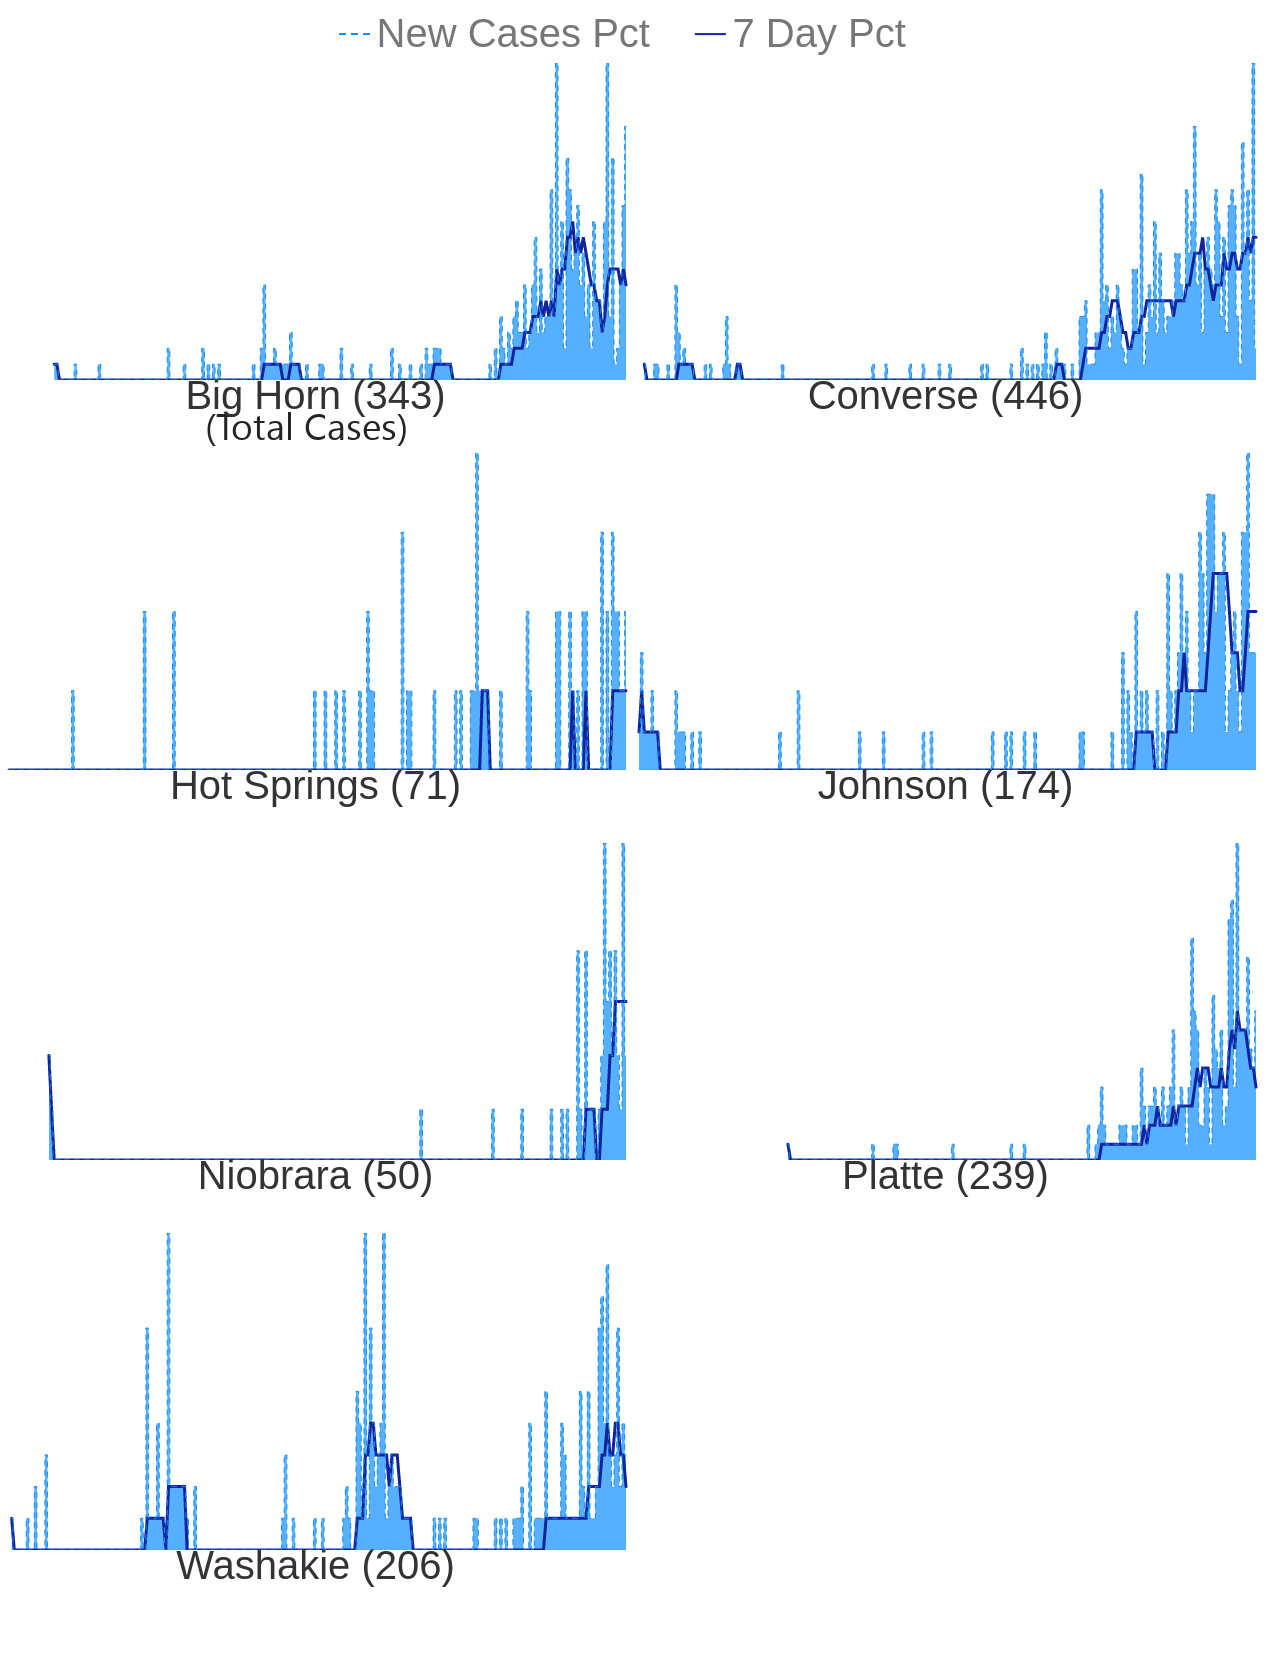 New Cases Pct 7 Day Pct
Big Horn (343) Converse (446)
(Total Cases)
Hot Springs (71) Johnson (174)
Niobrara (50) Platte (239)
Washakie (206)